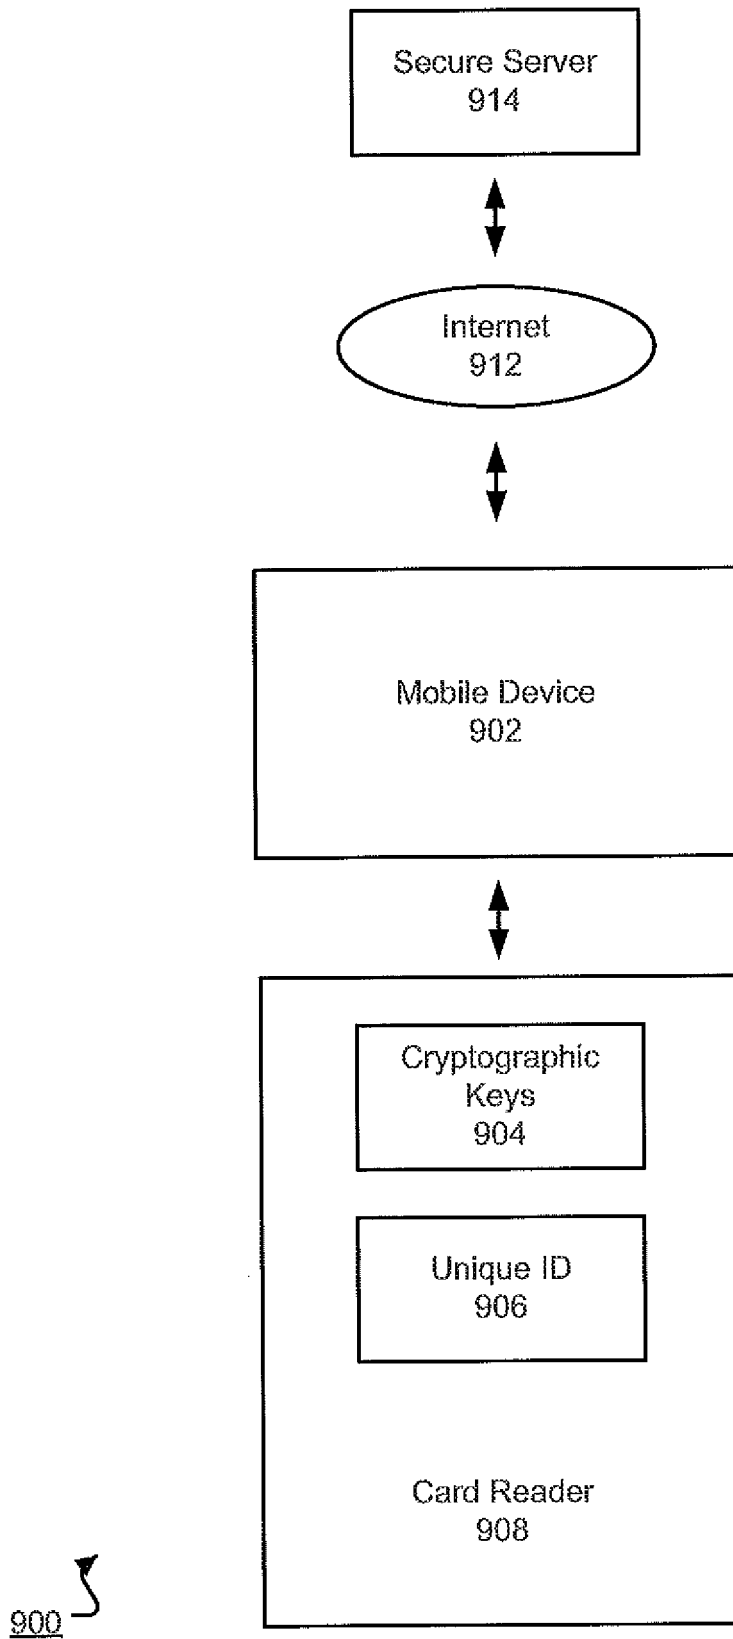 Secure Server
914
Internet
912
Mobile Device
902
Cryptographic
Keys
904
Unique ID
906
Card Reader
908
900